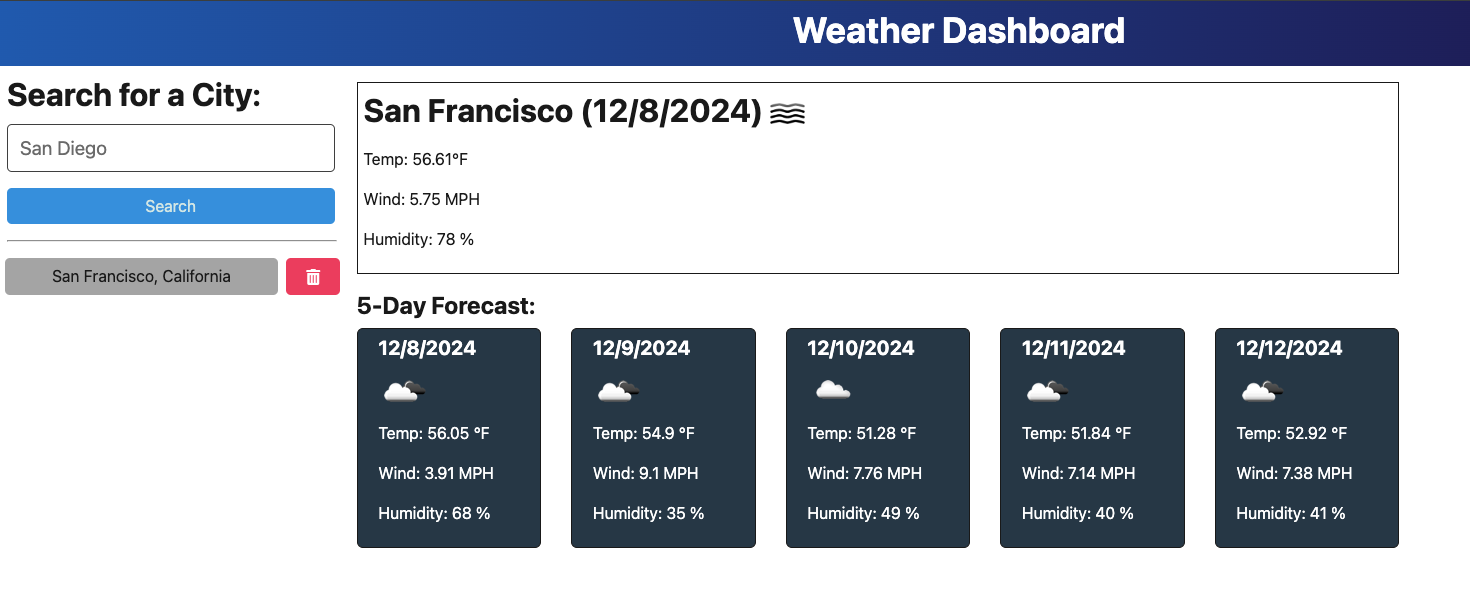 Weather Dashboard
Search for a City:
San Diego
Search
San Francisco, California
San Francisco (12/8/2024)
Temp: 56.61°F
Wind: 5.75 MPH
Humidity: 78 %
5-Day Forecast:
12/8/2024
Temp: 56.05 °F
Wind: 3.91 MPH
Humidity: 68 %
12/9/2024
Temp: 54.9 °F
Wind: 9.1 MPH
Humidity: 35 %
12/10/2024
Temp: 51.28 °F
Wind: 7.76 MPH
Humidity: 49 %
12/11/2024
Temp: 51.84 °F
Wind: 7.14 MPH
Humidity: 40 %
12/12/2024
Temp: 52.92 °F
Wind: 7.38 MPH
Humidity: 41 %